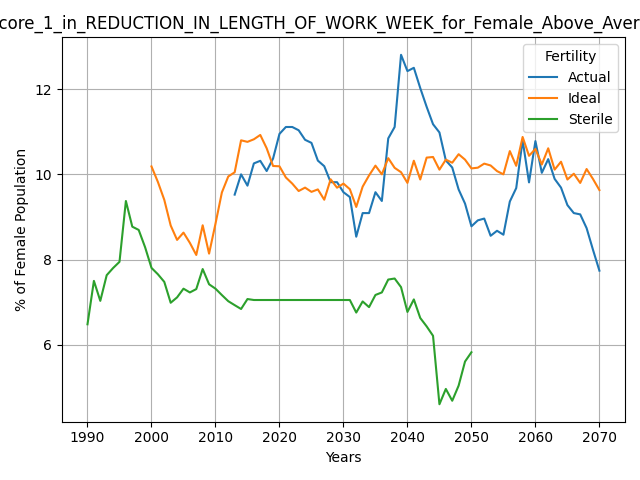 core_1_in_REDUCTION_IN_LENGTH_OF_WORK_WEEK_for_Female_Above_Aver
Fertility
Actual
Ideal
Sterile
% of Female Population
12
10
8
6
1990 2000 2010 2020 2030 2040 2050 2060 2070
Years